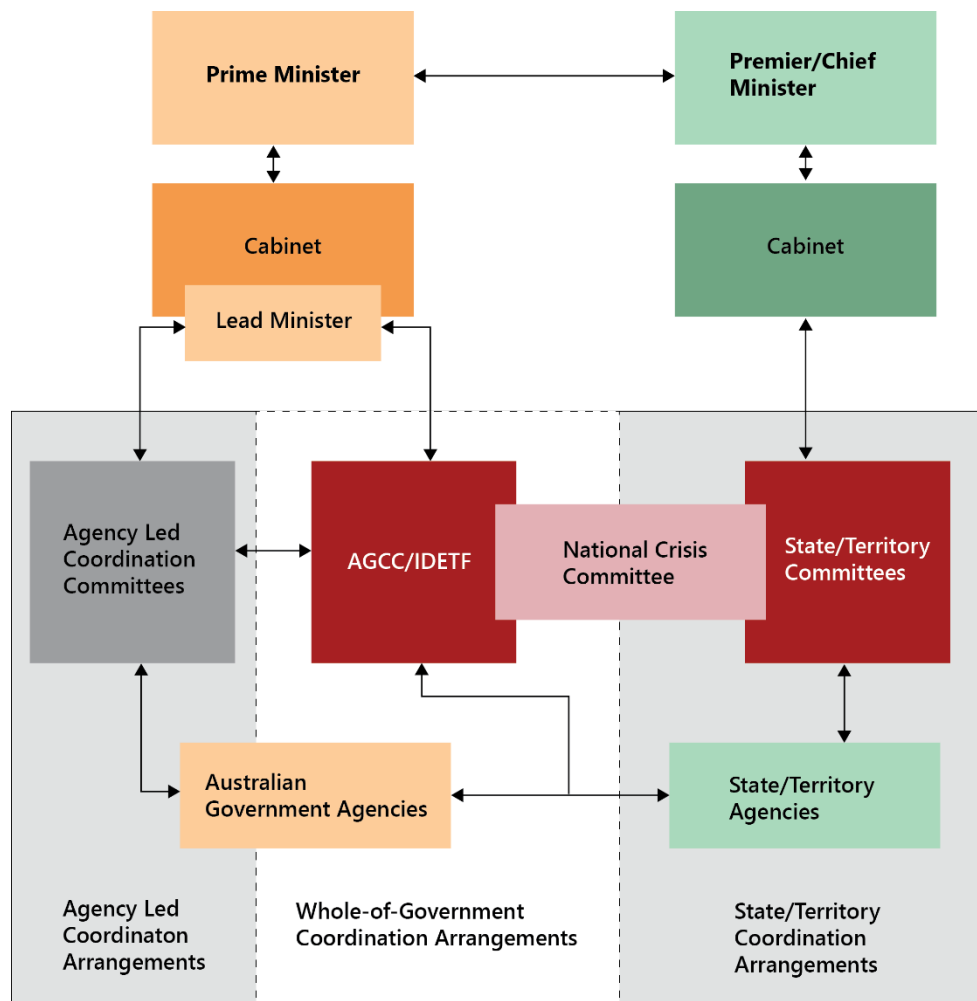 Prime Minister
Premier/Chief
Minister
Cabinet
Cabinet
Lead Minister
Agency Led
Coordination
Committees
AGCC/IDETF
National Crisis
Committee
State/Territory
Committees
Australian
Government Agencies
State/Territory
Agencies
Agency Led
Coordinaton
Arrangements
Whole-of-Government
Coordination Arrangements
State/Territory
Coordination
Arrangements